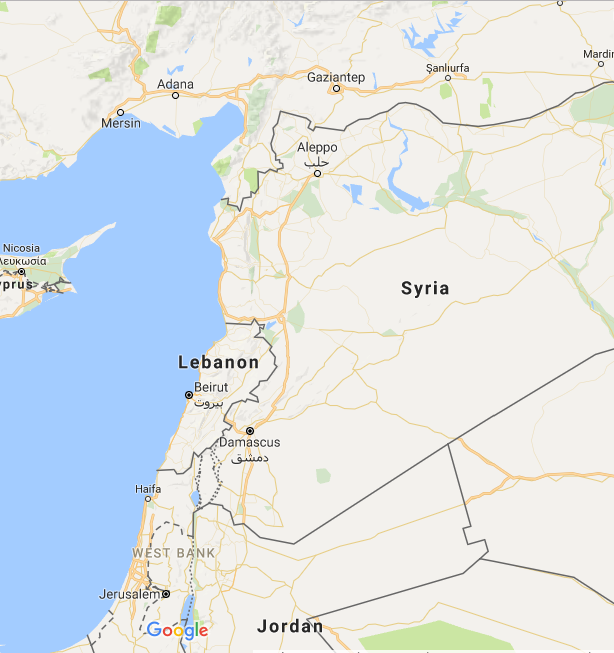 Mardin
Şanlıurfa
Gaziantep
Adana
Mersin
Aleppo
حلب
Nicosia
Λευκωσία
yprus
Syria
Lebanon
Beirut
بيروت
Damascus
دمشق
Haifa
WEST BANK
Jerusalem
Google
Jordan